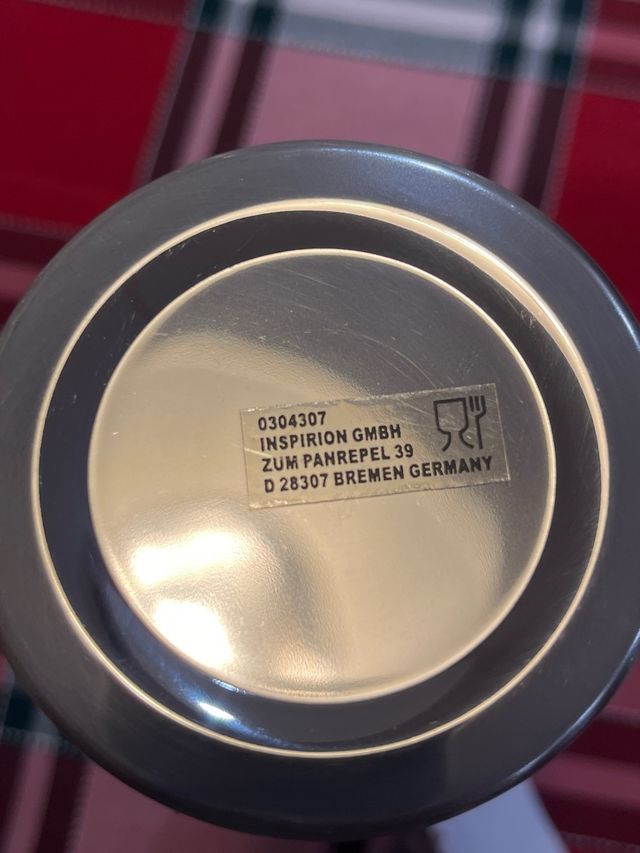 0304307
INSPIRION GMBH
ZUM PANREPEL 39
D 28307 BREMEN GERMANY